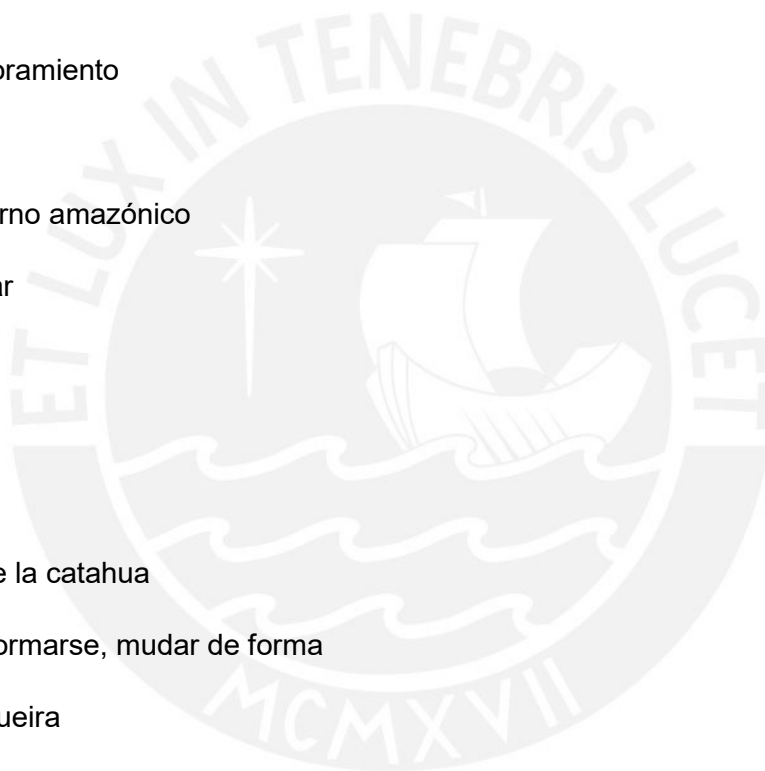 oramiento
rno amazónico
ar
e la catahua
ormarse, mudar de forma
ueira
ET LUX IN TENEBRIS LUCET
MCMXVII